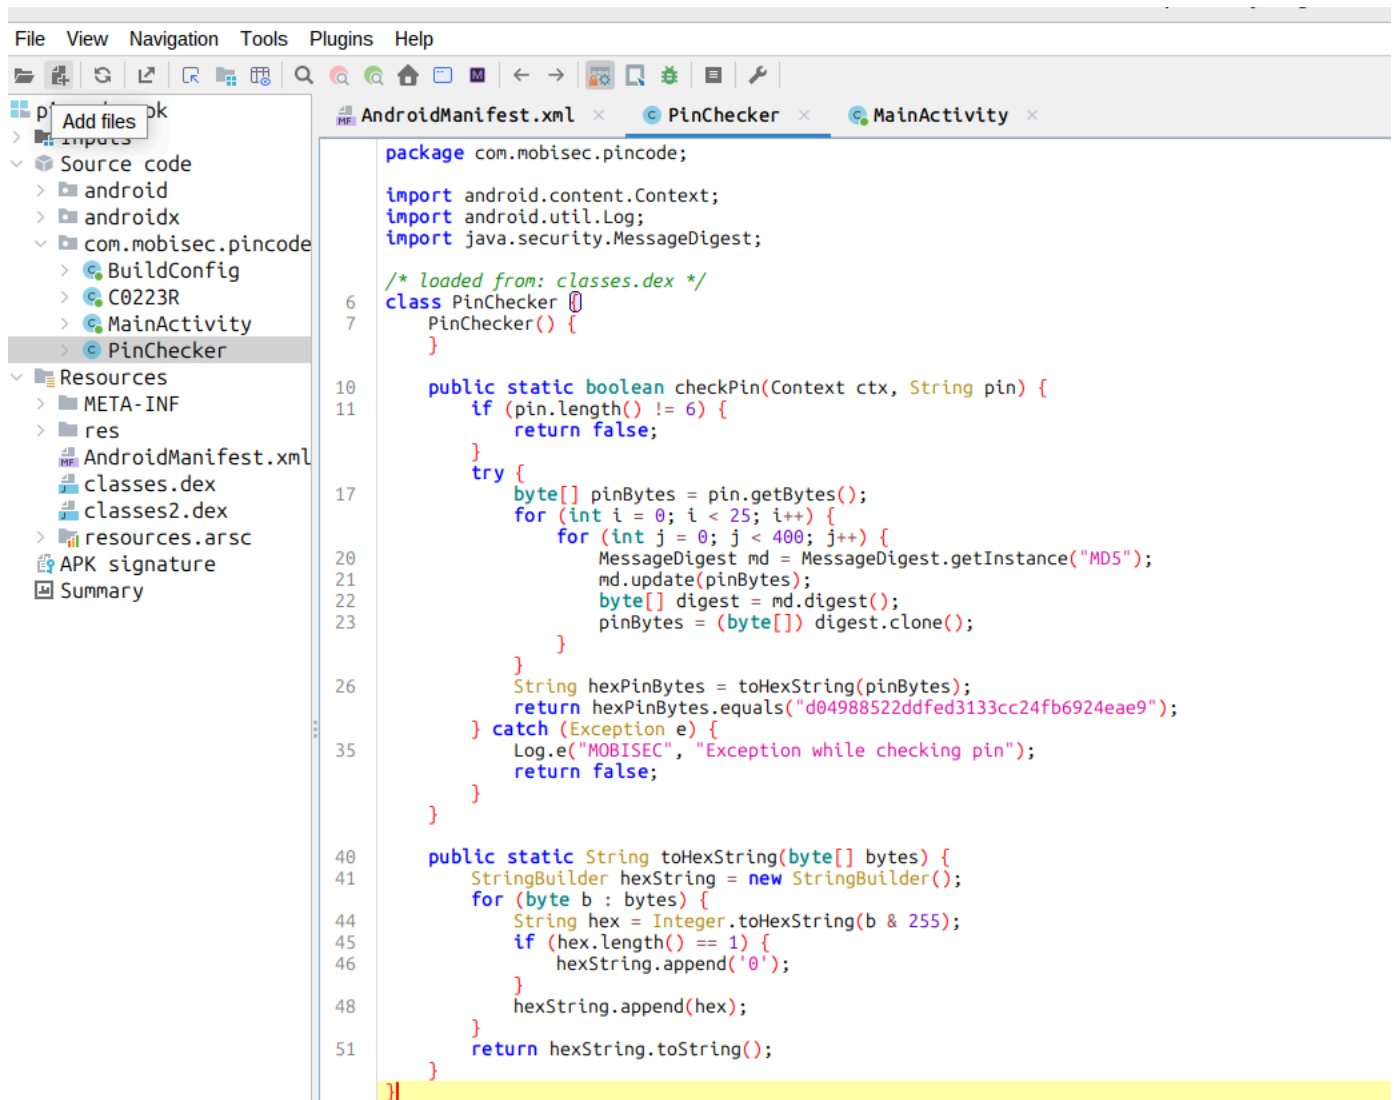 File View Navigation Tools Plugins Help
Add files
Inputs
Source code
android
androidx
com.mobisec.pincode
BuildConfig
C0223R
MainActivity
PinChecker
Resources
META-INF
res
AndroidManifest.xml
classes.dex
classes2.dex
resources.arsc
APK signature
Summary
AndroidManifest.xml × PinChecker × MainActivity ×
package com.mobisec.pincode;
import android.content.Context;
import android.util.Log;
import java.security.MessageDigest;
/* loaded from: classes.dex */
6 class PinChecker {
7 PinChecker() {
}
10 public static boolean checkPin(Context ctx, String pin) {
11 if (pin.length() != 6) {
return false;
}
try {
17 byte[] pinBytes = pin.getBytes();
for (int i = 0; i < 25; i++) {
for (int j = 0; j < 400; j++) {
20 MessageDigest md = MessageDigest.getInstance("MD5");
21 md.update(pinBytes);
22 byte[] digest = md.digest();
23 pinBytes = (byte[]) digest.clone();
}
}
26 String hexPinBytes = toHexString(pinBytes);
return hexPinBytes.equals("d04988522ddfed3133cc24fb6924eae9");
} catch (Exception e) {
35 Log.e("MOBISEC", "Exception while checking pin");
return false;
}
}
40 public static String toHexString(byte[] bytes) {
41 StringBuilder hexString = new StringBuilder();
for (byte b : bytes) {
44 String hex = Integer.toHexString(b & 255);
45 if (hex.length() == 1) {
46 hexString.append('0');
}
48 hexString.append(hex);
}
51 return hexString.toString();
}
}